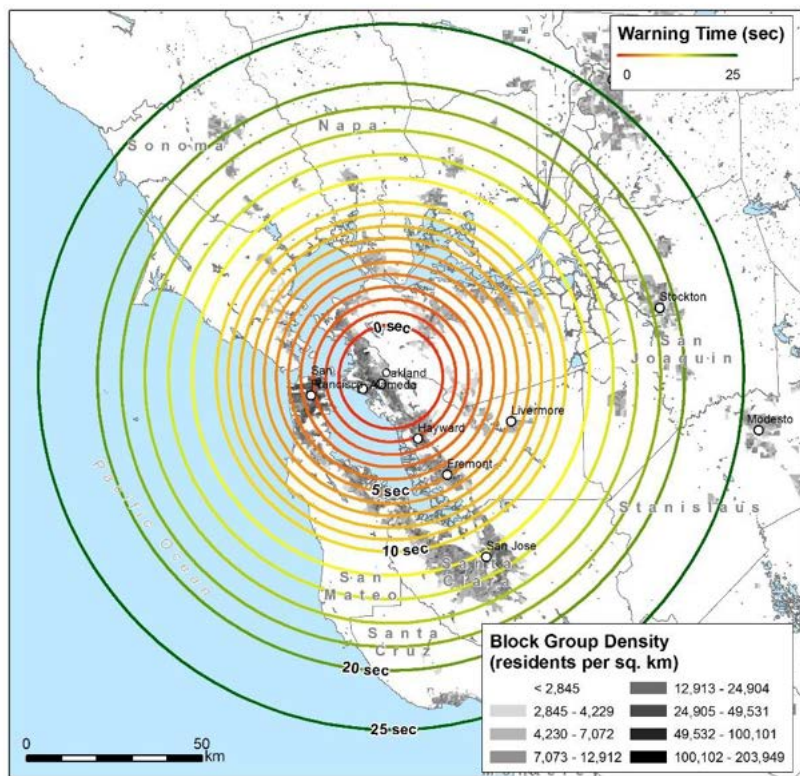 Warning Time (sec)
0 25
Sonoma
Napa
0 sec
Stockton
San
Joaquin
San
Francisco
Oakland
Alameda
Livermore
Modesto
Hayward
Fremont
5 sec
Pacific Ocean
Stanislaus
10 sec
San Jose
Santa
Clara
San
Mateo
Santa
Cruz
20 sec
25 sec
Block Group Density
(residents per sq. km)
< 2,845
2,845 - 4,229
4,230 - 7,072
7,073 - 12,912
12,913 - 24,904
24,905 - 49,531
49,532 - 100,101
100,102 - 203,949
0 50
km